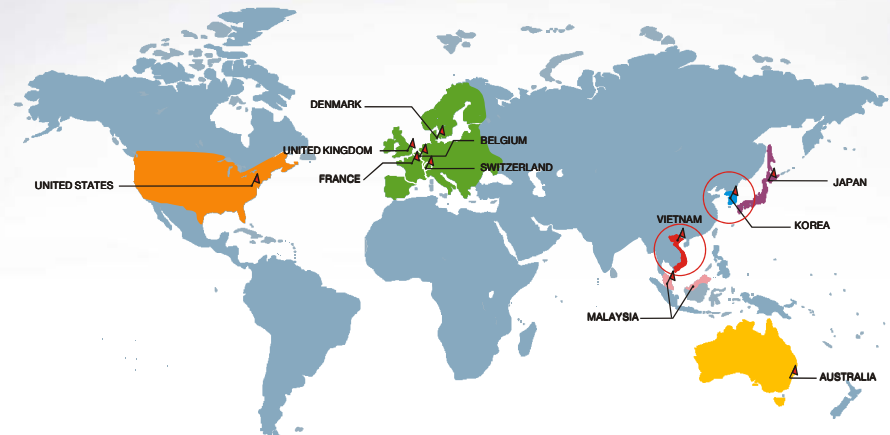 DENMARK
UNITED KINGDOM
BELGIUM
FRANCE
SWITZERLAND
UNITED STATES
JAPAN
VIETNAM
KOREA
MALAYSIA
AUSTRALIA